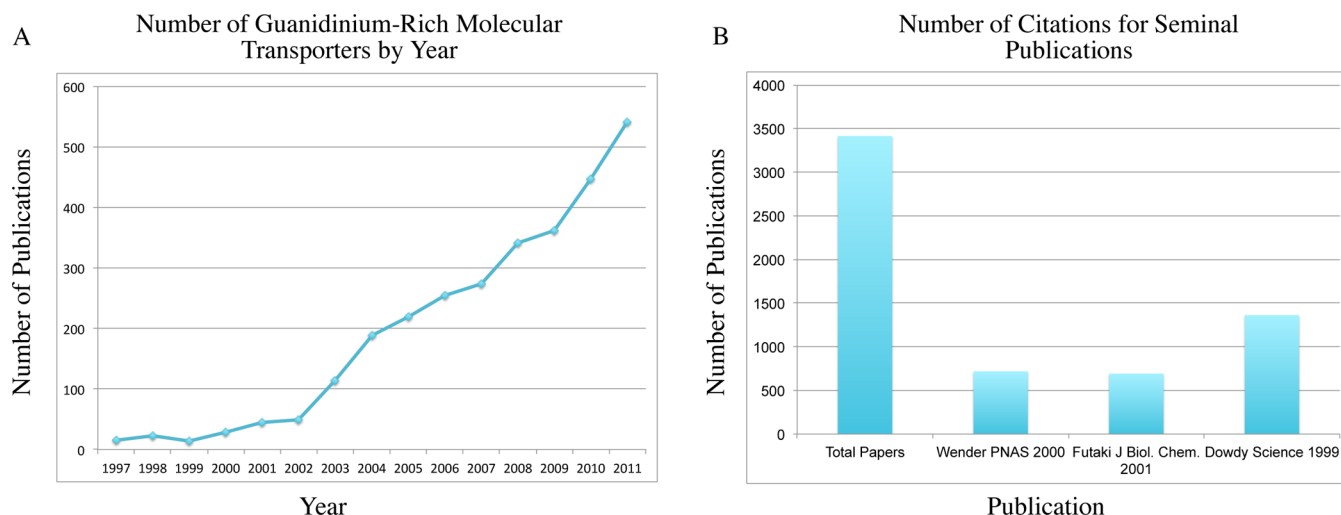 A
Number of Guanidinium-Rich Molecular
Transporters by Year
Number of Publications
600
500
400
300
200
100
0
1997 1998 1999 2000 2001 2002 2003 2004 2005 2006 2007 2008 2009 2010 2011
Year
B
Number of Citations for Seminal
Publications
Number of Publications
4000
3500
3000
2500
2000
1500
1000
500
0
Total Papers Wender PNAS 2000 Futaki J Biol. Chem. Dowdy Science 1999
2001
Publication